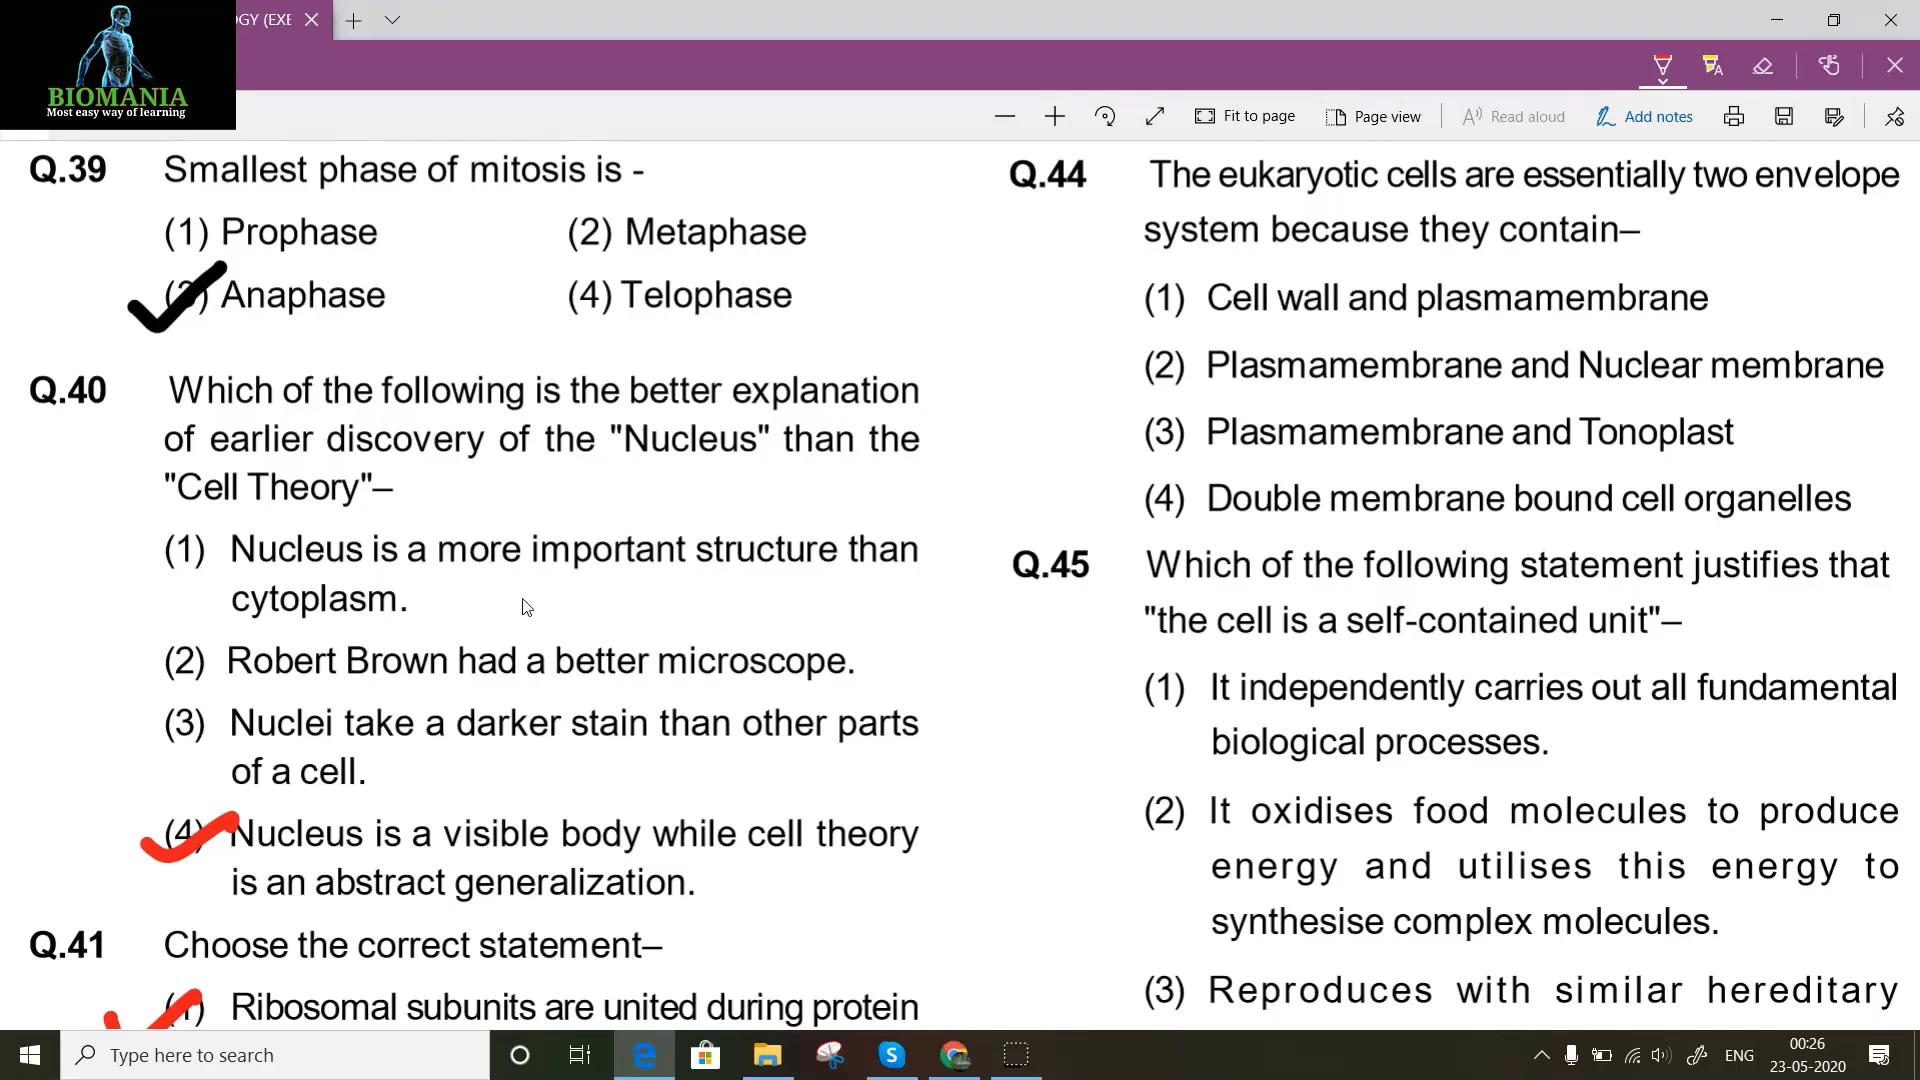 OGY (EXE
BIOMANIA
Most easy way of learning
Fit to page
Page view
Read aloud
Add notes
Q.39 Smallest phase of mitosis is -
(1) Prophase (2) Metaphase
(3) Anaphase (4) Telophase
Q.40 Which of the following is the better explanation
of earlier discovery of the "Nucleus" than the
"Cell Theory"–
(1) Nucleus is a more important structure than
cytoplasm.
(2) Robert Brown had a better microscope.
(3) Nuclei take a darker stain than other parts
of a cell.
(4) Nucleus is a visible body while cell theory
is an abstract generalization.
Q.41 Choose the correct statement–
(1) Ribosomal subunits are united during protein
Q.44 The eukaryotic cells are essentially two envelope
system because they contain–
(1) Cell wall and plasmamembrane
(2) Plasmamembrane and Nuclear membrane
(3) Plasmamembrane and Tonoplast
(4) Double membrane bound cell organelles
Q.45 Which of the following statement justifies that
"the cell is a self-contained unit"–
(1) It independently carries out all fundamental
biological processes.
(2) It oxidises food molecules to produce
energy and utilises this energy to
synthesise complex molecules.
(3) Reproduces with similar hereditary
Type here to search
ENG
00:26
23-05-2020